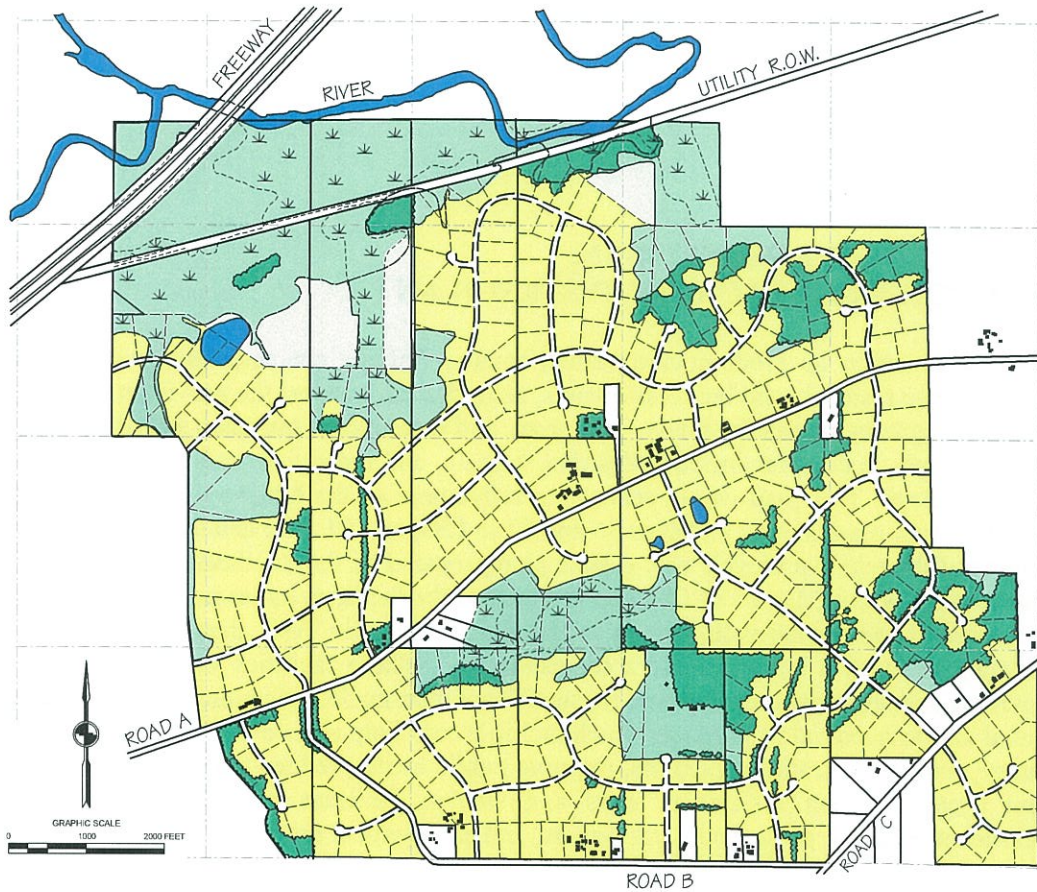 FREEWAY
RIVER
UTILITY R.O.W.
ROAD A
GRAPHIC SCALE
0 1000 2000 FEET
ROAD B
ROAD C